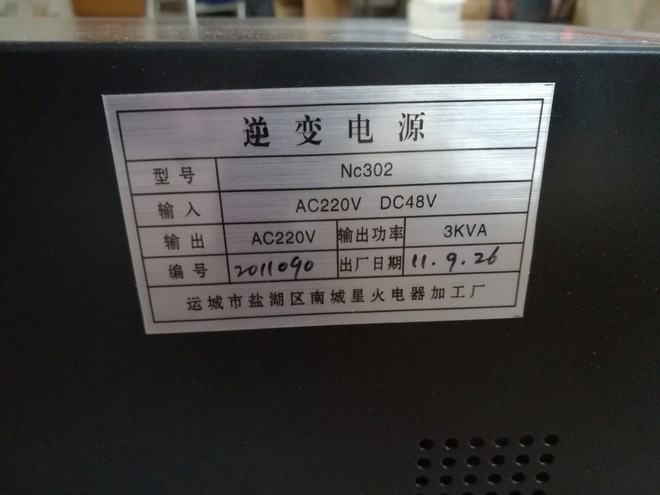 逆变电源
型号 Nc302
输入 AC220V DC48V
输出 AC220V 输出功率 3KVA
编号 2011090 出厂日期 11.9.26
运城市盐湖区南城星火电器加工厂